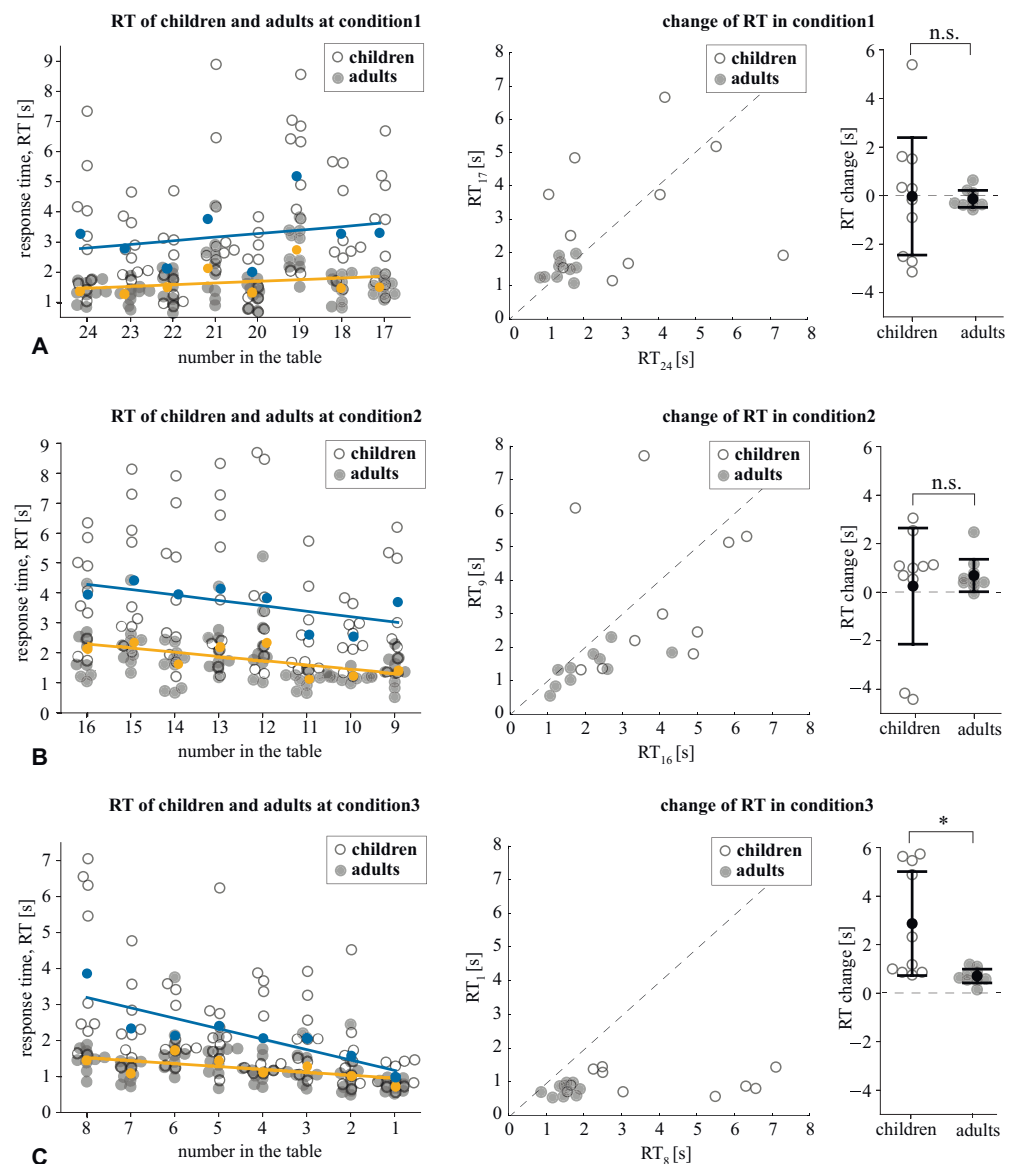 RT of children and adults at condition1
change of RT in condition1
response time, RT [s]
9
8
7
6
5
4
3
2
1
children
adults
24 23 22 21 20 19 18 17
number in the table
A
RT17 [s]
8
7
6
5
4
3
2
1
0
children
adults
0 1 2 3 4 5 6 7 8
RT24 [s]
RT change [s]
6
4
2
0
−2
−4
n.s.
children adults
RT of children and adults at condition2
change of RT in condition2
response time, RT [s]
9
8
7
6
5
4
3
2
1
0
children
adults
16 15 14 13 12 11 10 9
number in the table
B
RT9 [s]
8
7
6
5
4
3
2
1
0
children
adults
0 1 2 3 4 5 6 7 8
RT16 [s]
RT change [s]
6
4
2
0
−2
−4
n.s.
children adults
RT of children and adults at condition3
change of RT in condition3
response time, RT [s]
7
6
5
4
3
2
1
0
children
adults
8 7 6 5 4 3 2 1
number in the table
C
RT1 [s]
8
7
6
5
4
3
2
1
0
children
adults
0 1 2 3 4 5 6 7 8
RT8 [s]
RT change [s]
6
4
2
0
−2
−4
*
children adults